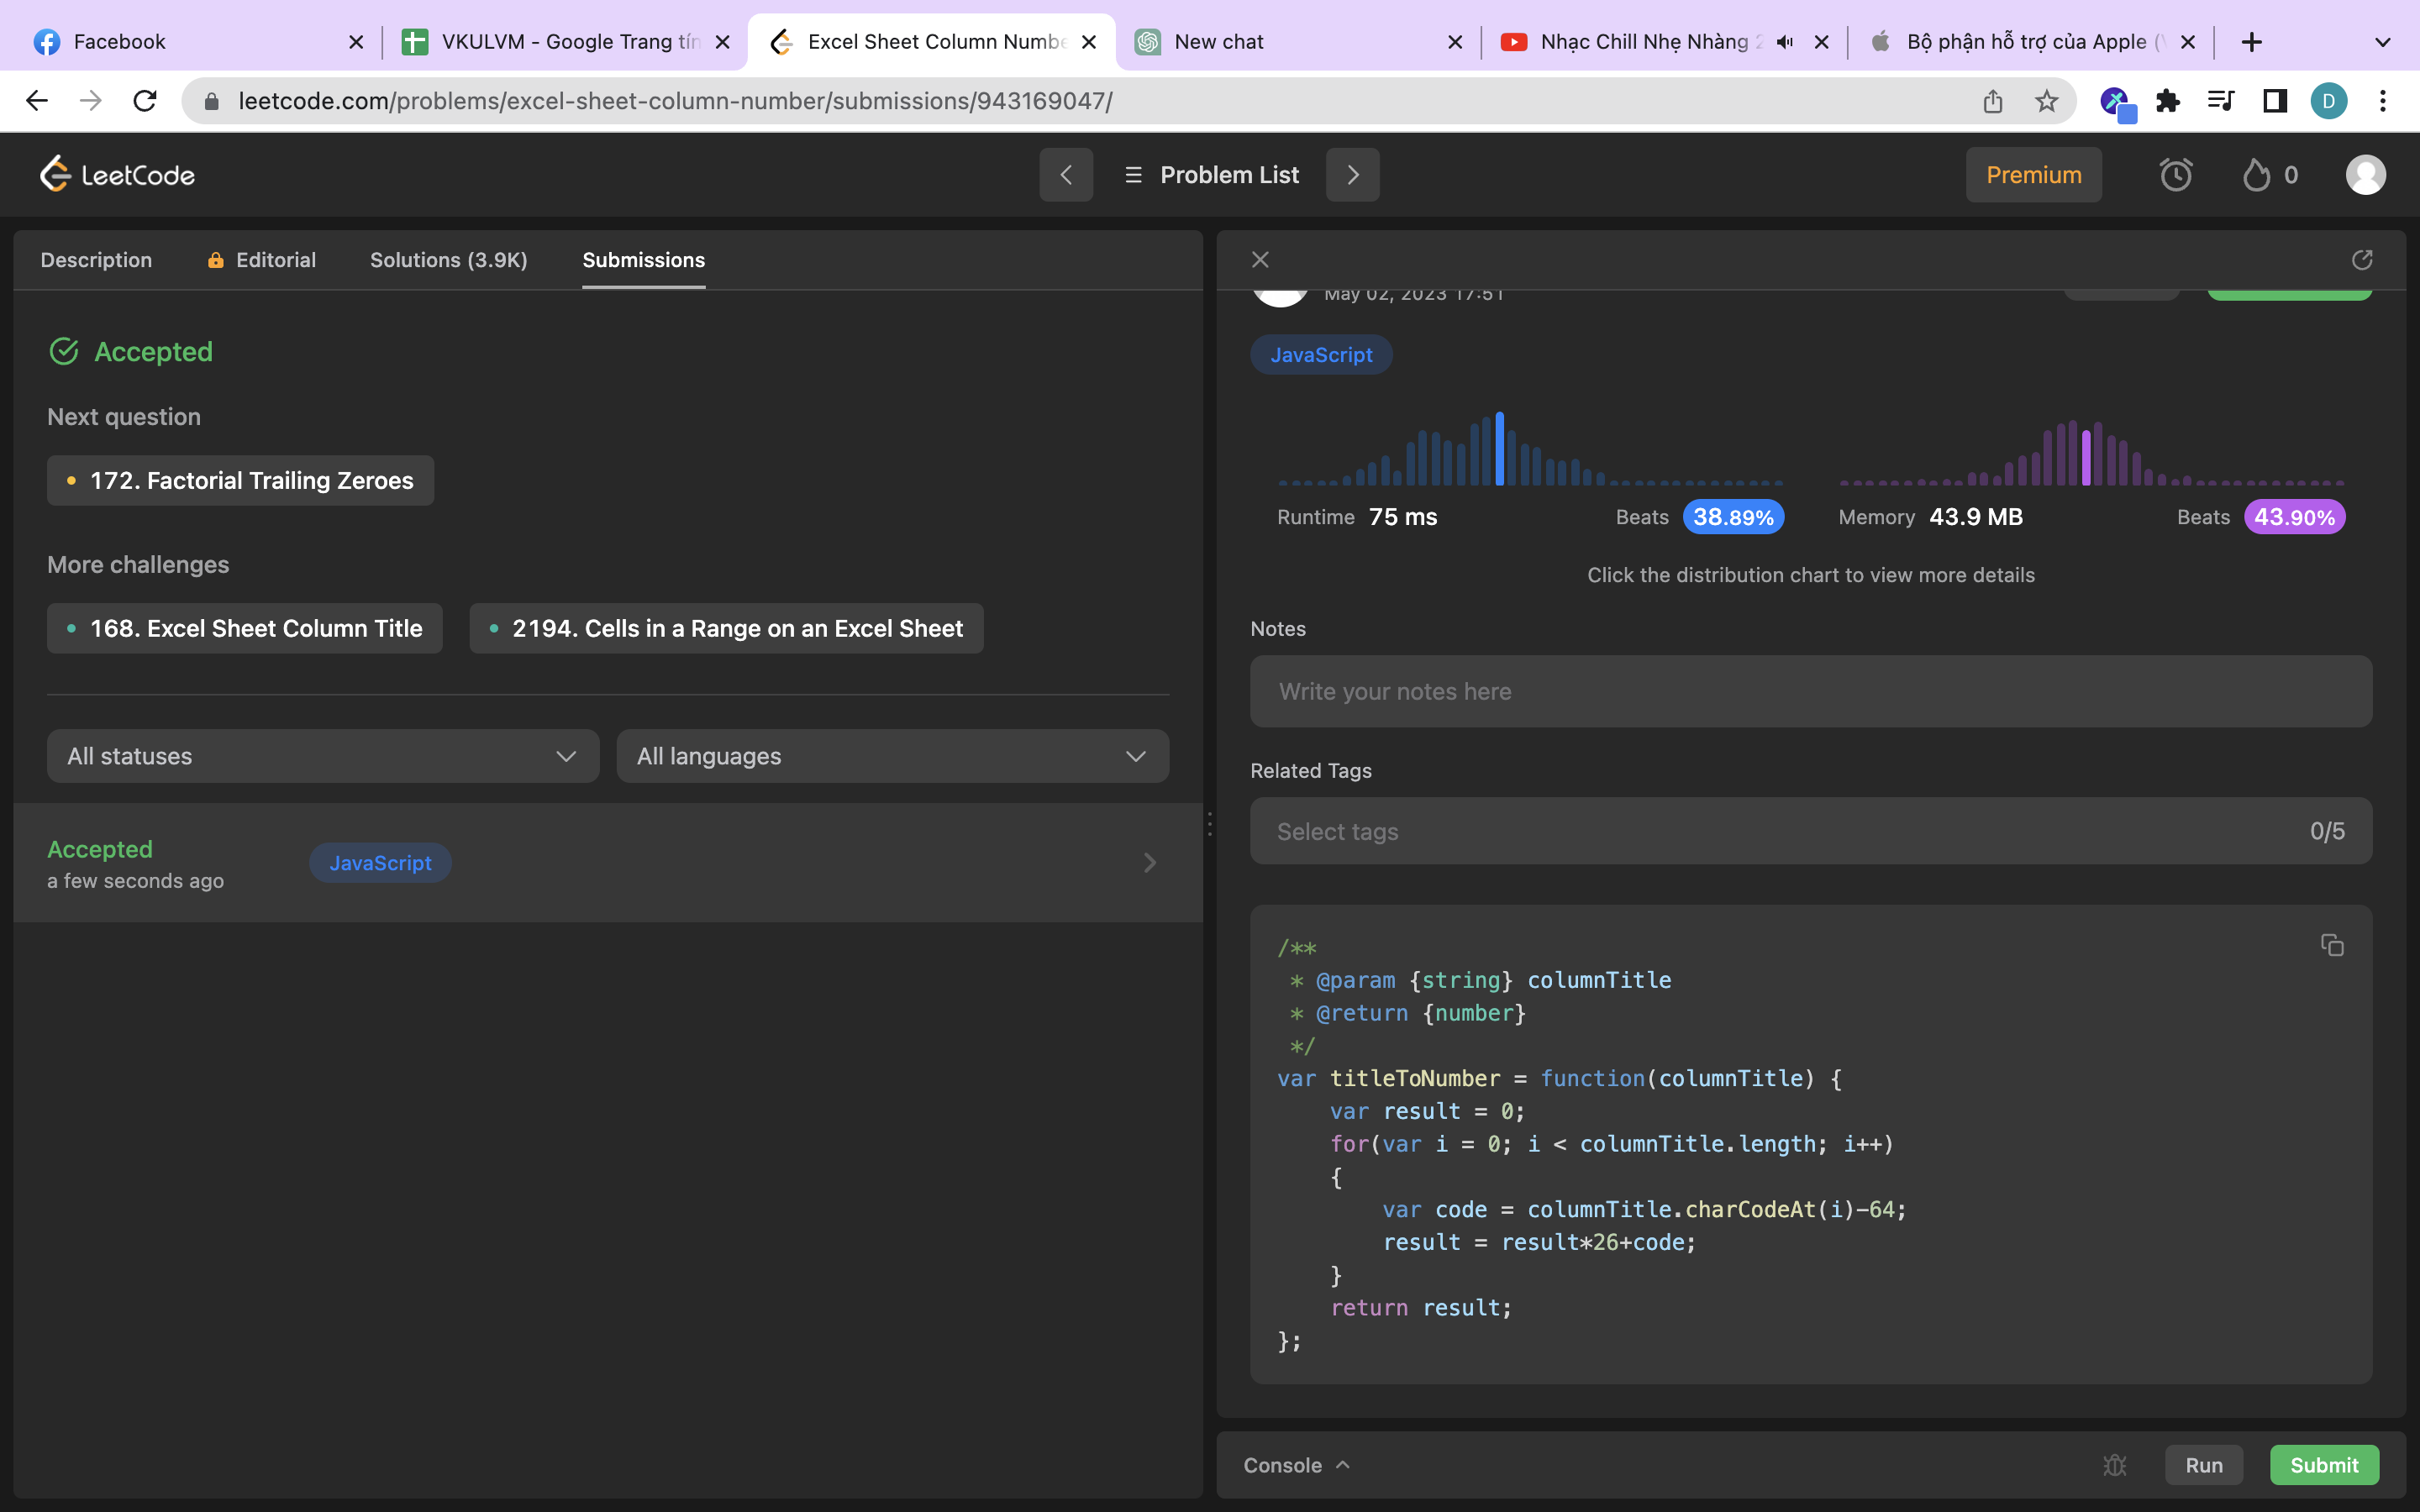 Facebook
VKULVM - Google Trang tín
Excel Sheet Column Numbe
New chat
Nhạc Chill Nhẹ Nhàng 2
Bộ phận hỗ trợ của Apple (
leetcode.com/problems/excel-sheet-column-number/submissions/943169047/
D
LeetCode
Problem List
Premium
0
Description
Editorial
Solutions (3.9K)
Submissions
Accepted
Next question
172. Factorial Trailing Zeroes
More challenges
168. Excel Sheet Column Title
2194. Cells in a Range on an Excel Sheet
All statuses
All languages
Accepted
a few seconds ago
JavaScript
May 02, 2023 17:51
JavaScript
Runtime 75 ms
Beats 38.89%
Memory 43.9 MB
Beats 43.90%
Click the distribution chart to view more details
Notes
Write your notes here
Related Tags
Select tags
0/5
/**
 * @param {string} columnTitle
 * @return {number}
 */
var titleToNumber = function(columnTitle) {
    var result = 0;
    for(var i = 0; i < columnTitle.length; i++)
    {
        var code = columnTitle.charCodeAt(i)-64;
        result = result*26+code;
    }
    return result;
};
Console
Run
Submit